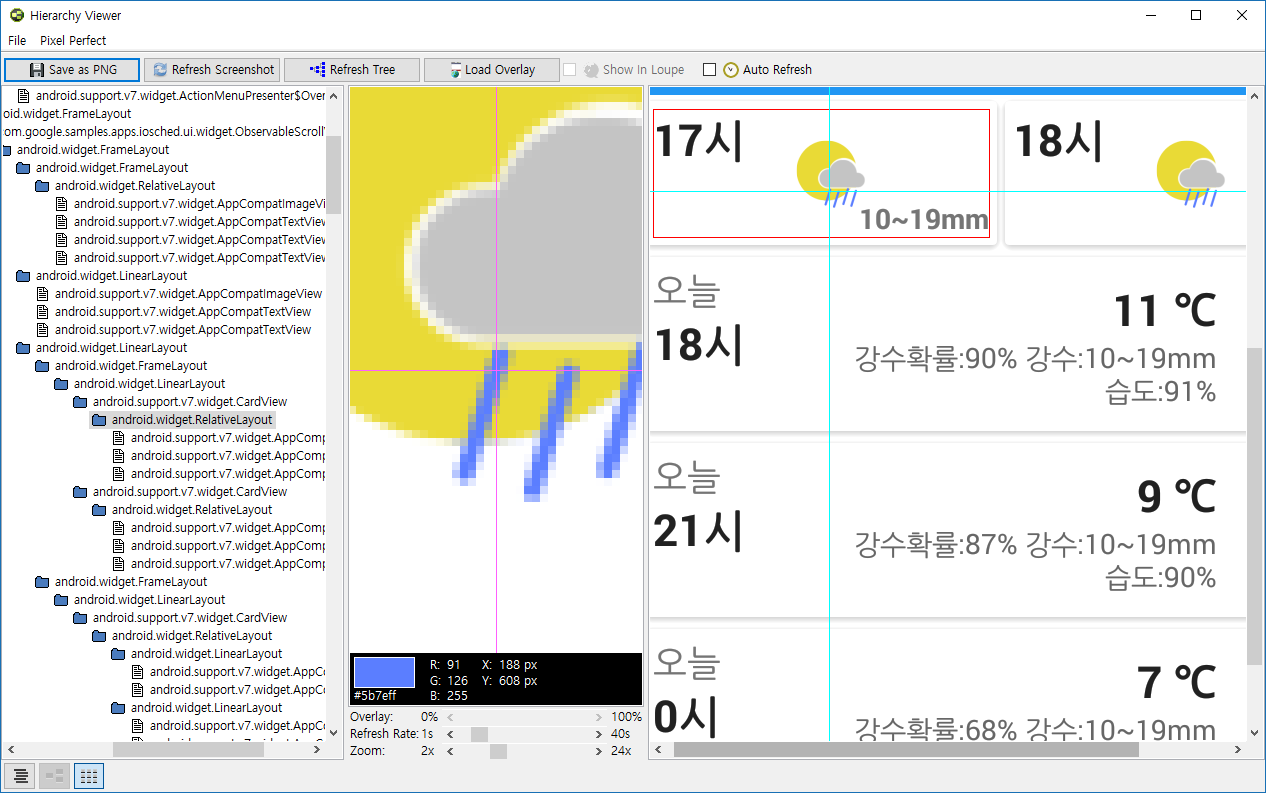 Hierarchy Viewer
File Pixel Perfect
Save as PNG Refresh Screenshot Refresh Tree Load Overlay Show In Loupe Auto Refresh
android.support.v7.widget.ActionMenuPresenter$Over
oid.widget.FrameLayout
om.google.samples.apps.iosched.ui.widget.ObservableScroll
android.widget.FrameLayout
android.widget.FrameLayout
android.widget.RelativeLayout
android.support.v7.widget.AppCompatImageVi
android.support.v7.widget.AppCompatTextView
android.support.v7.widget.AppCompatTextView
android.support.v7.widget.AppCompatTextView
android.widget.LinearLayout
android.support.v7.widget.AppCompatImageView
android.support.v7.widget.AppCompatTextView
android.support.v7.widget.AppCompatTextView
android.widget.LinearLayout
android.widget.FrameLayout
android.widget.LinearLayout
android.support.v7.widget.CardView
android.widget.RelativeLayout
android.support.v7.widget.AppComp
android.support.v7.widget.AppComp
android.support.v7.widget.AppComp
android.support.v7.widget.CardView
android.widget.RelativeLayout
android.support.v7.widget.AppComp
android.support.v7.widget.AppComp
android.support.v7.widget.AppComp
android.widget.FrameLayout
android.widget.LinearLayout
android.support.v7.widget.CardView
android.widget.RelativeLayout
android.widget.LinearLayout
android.support.v7.widget.AppCo
android.support.v7.widget.AppCo
android.widget.LinearLayout
android.support.v7.widget.AppCo
#5b7eff
R: 91 X: 188 px
G: 126 Y: 608 px
B: 255
Overlay: 0% 100%
Refresh Rate: 1s 40s
Zoom: 2x 24x
17시
10~19mm
18시
오늘
18시
11 ℃
강수확률:90% 강수:10~19mm
습도:91%
오늘
21시
9 ℃
강수확률:87% 강수:10~19mm
습도:90%
오늘
0시
7 ℃
강수확률:68% 강수:10~19mm